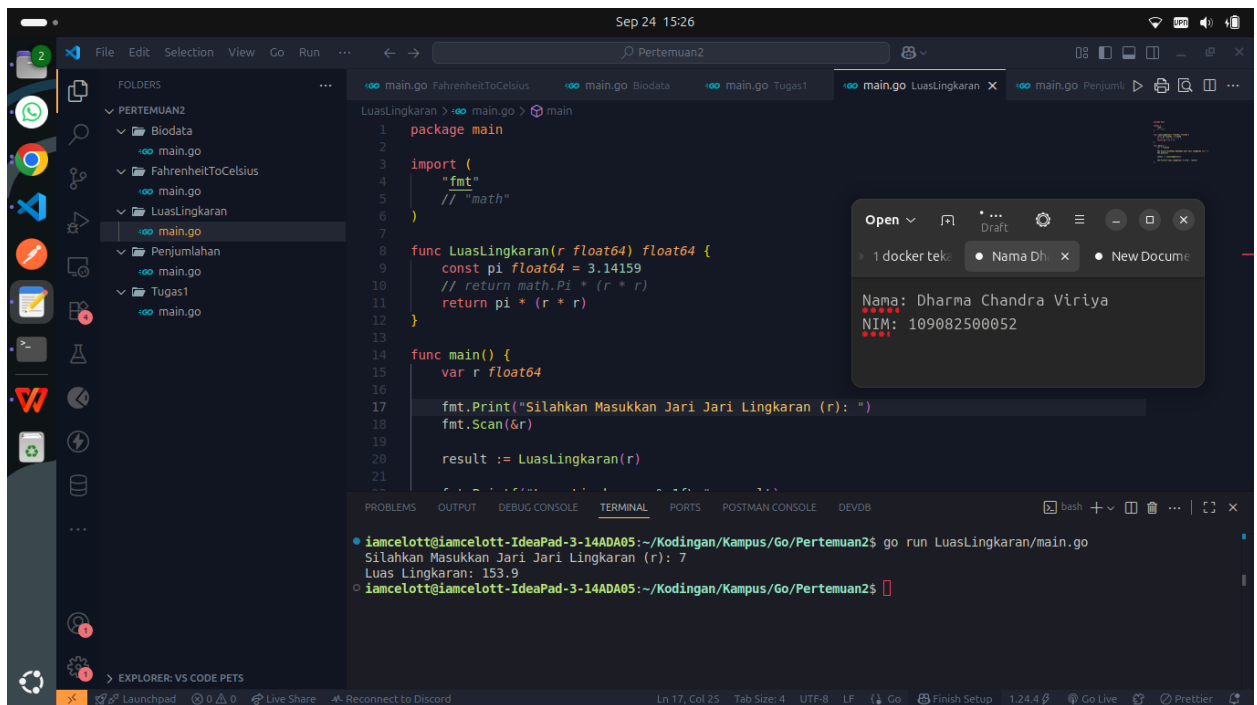 Sep 24 15:26
2
File Edit Selection View Go Run ...
Pertemuan2
FOLDERS
PERTEMUAN2
Biodata
main.go
FahrenheitToCelsius
main.go
LuasLingkaran
main.go
Penjumlahan
main.go
Tugas1
main.go
EXPLORER: VS CODE PETS
main.go FahrenheitToCelsius
main.go Biodata
main.go Tugas1
main.go LuasLingkaran
main.go
LuasLingkaran > main.go > main
1 package main
2
3 import (
4 "fmt"
5 // "math"
6 )
7
8 func LuasLingkaran(r float64) float64 {
9 const pi float64 = 3.14159
10 // return math.Pi * (r * r)
11 return pi * (r * r)
12 }
13
14 func main() {
15 var r float64
16
17 fmt.Print("Silahkan Masukkan Jari Jari Lingkaran (r): ")
18 fmt.Scan(&r)
19
20 result := LuasLingkaran(r)
21
Open
Draft
1 docker
Nama
New
Nama: Dharma Chandra Viriya
NIM: 109082500052
PROBLEMS OUTPUT DEBUG CONSOLE TERMINAL PORTS POSTMAN CONSOLE DEVDB
bash
iamcelott@iamcelott-IdeaPad-3-14ADA05:~/Kodingan/Kampus/Go/Pertemuan2$ go run LuasLingkaran/main.go
Silahkan Masukkan Jari Jari Lingkaran (r): 7
Luas Lingkaran: 153.9
iamcelott@iamcelott-IdeaPad-3-14ADA05:~/Kodingan/Kampus/Go/Pertemuan2$
4
1
1
Launchpad 0 0 Live Share Reconnect to Discord Ln 17, Col 25 Tab Size: 4 UTF-8 LF Go Finish Setup 1.24.4 Go Live Prettier